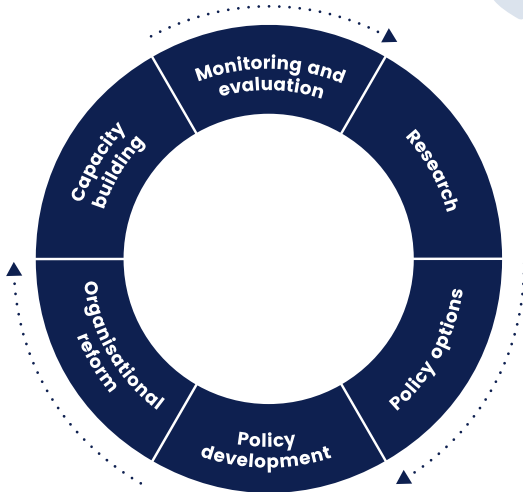 Monitoring and
evaluation
Research
Policy options
Policy
development
Organisational
reform
Capacity
building